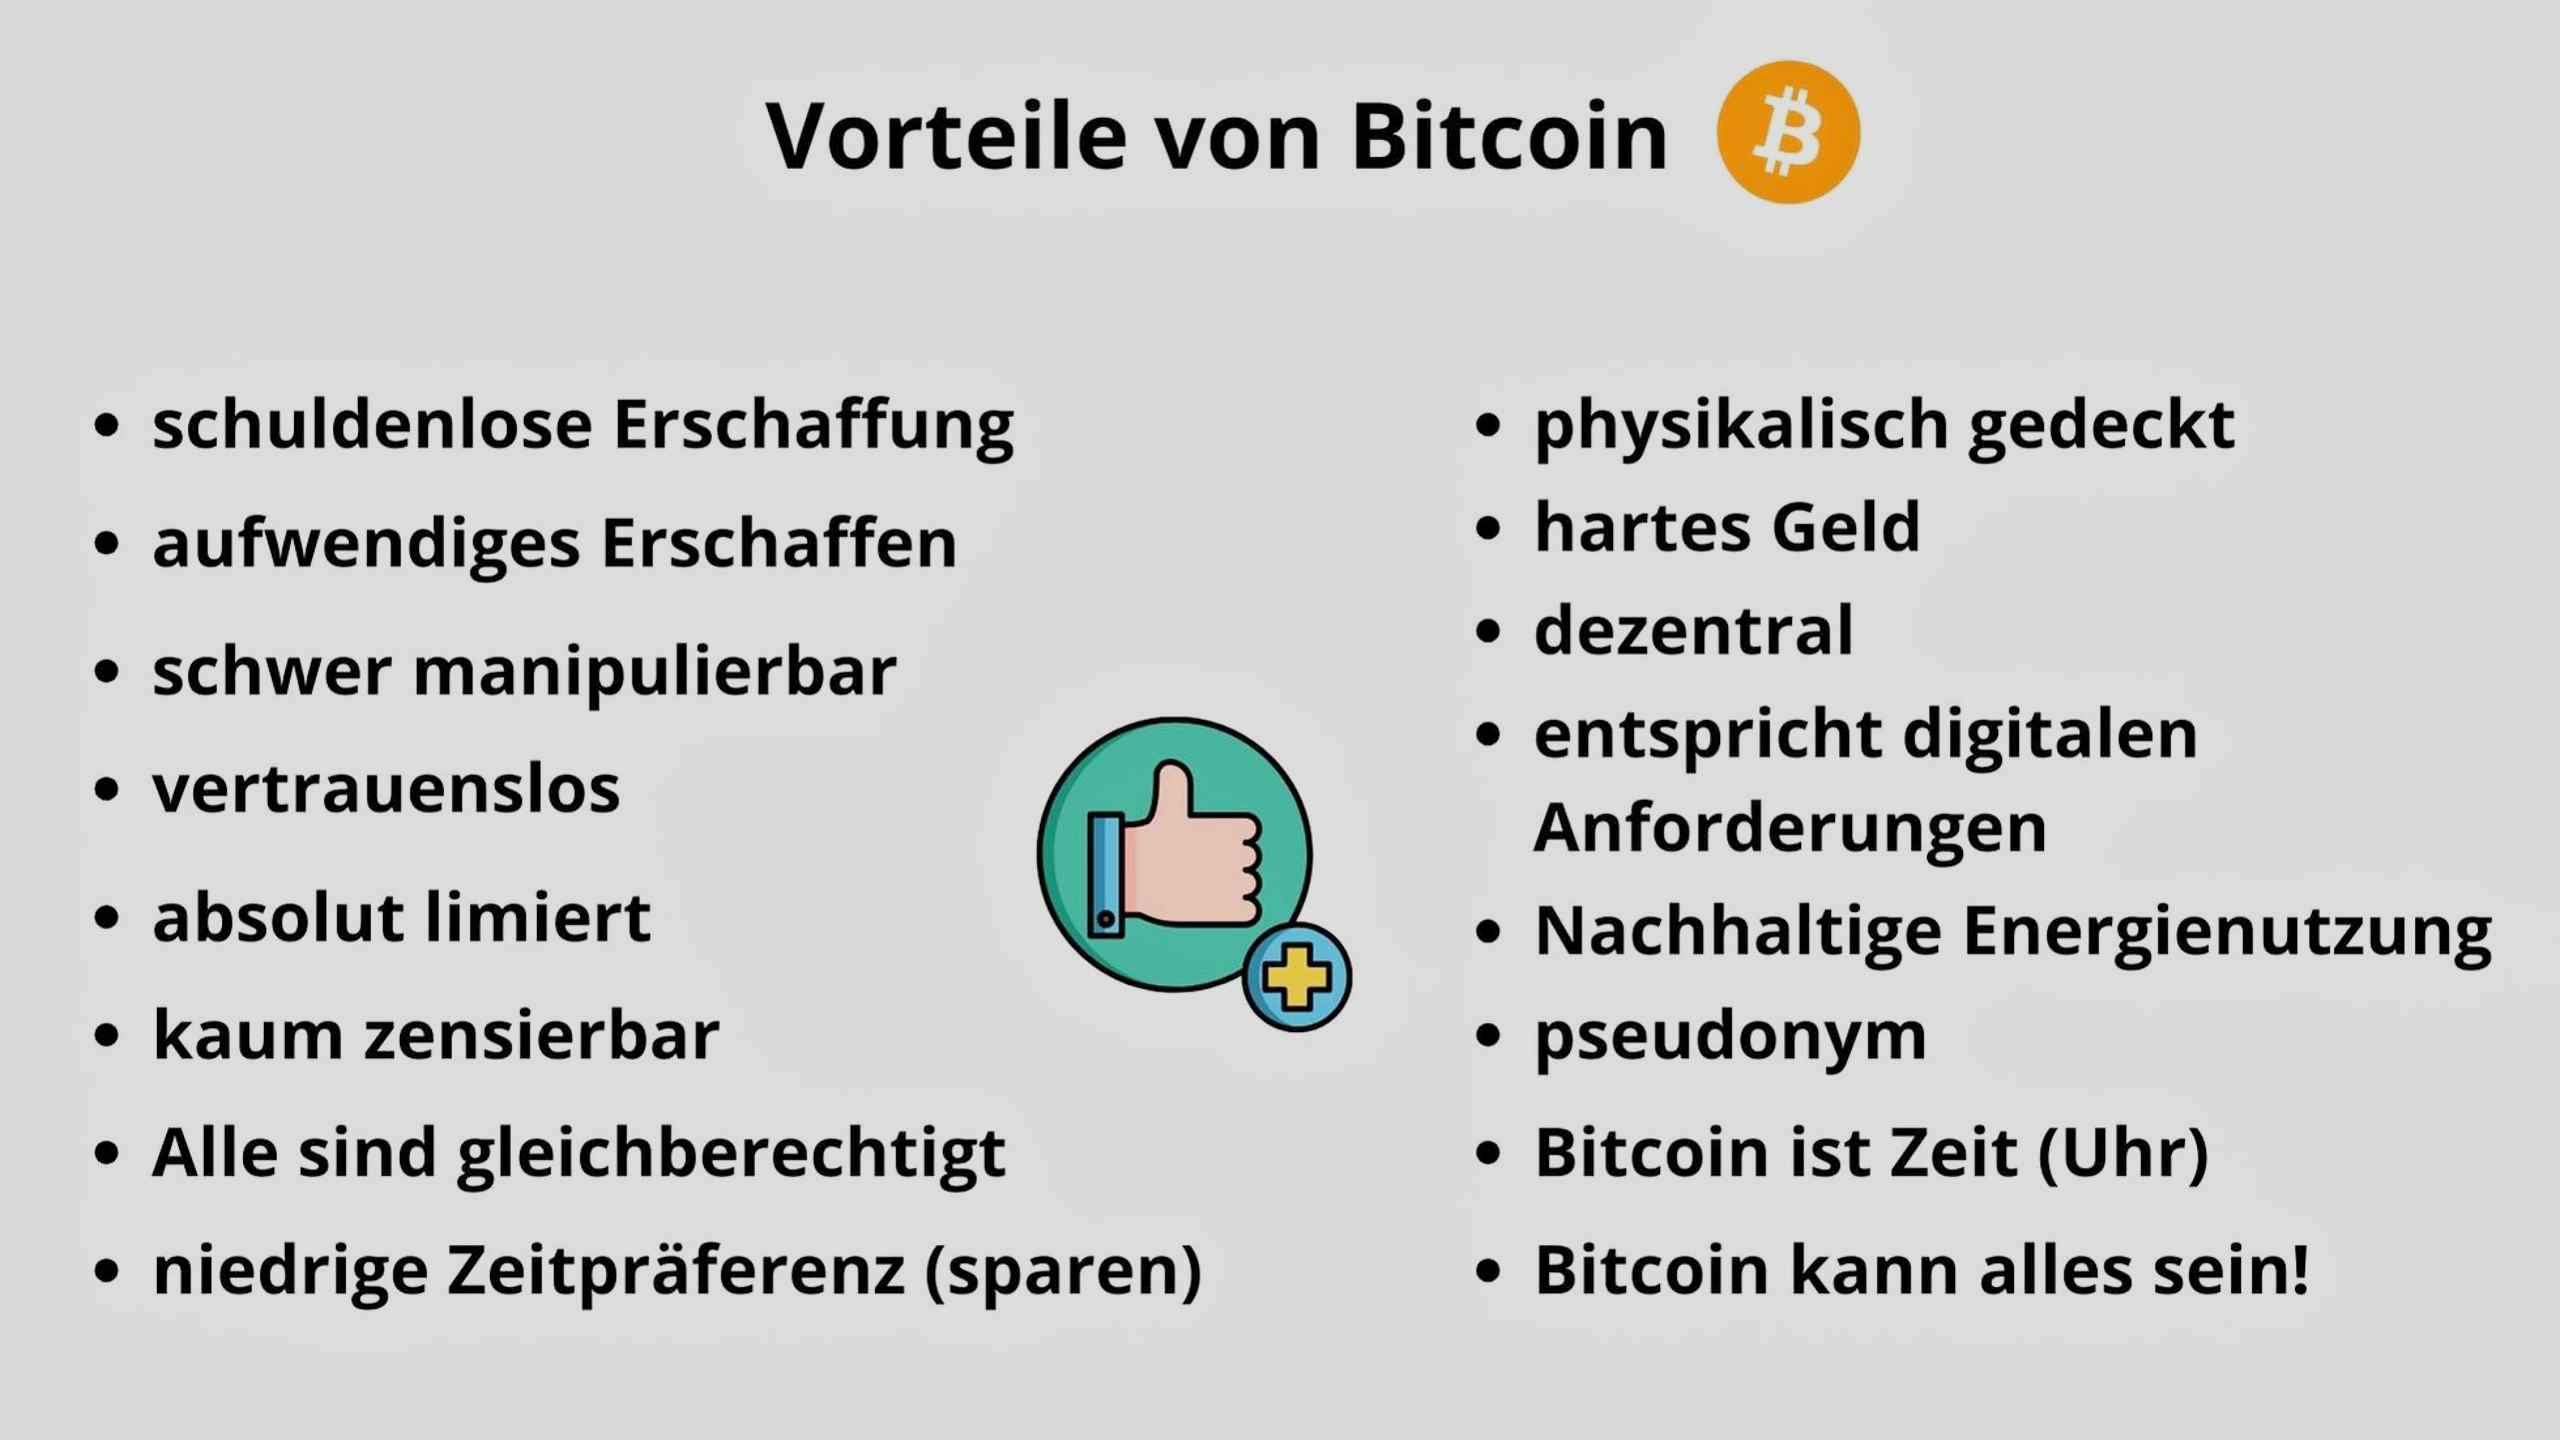 Vorteile von Bitcoin
• schuldenlose Erschaffung
• aufwendiges Erschaffen
• schwer manipulierbar
• vertrauenslos
• absolut limiert
• kaum zensierbar
• Alle sind gleichberechtigt
• niedrige Zeitpräferenz (sparen)
• physikalisch gedeckt
• hartes Geld
• dezentral
• entspricht digitalen
Anforderungen
• Nachhaltige Energienutzung
• pseudonym
• Bitcoin ist Zeit (Uhr)
• Bitcoin kann alles sein!